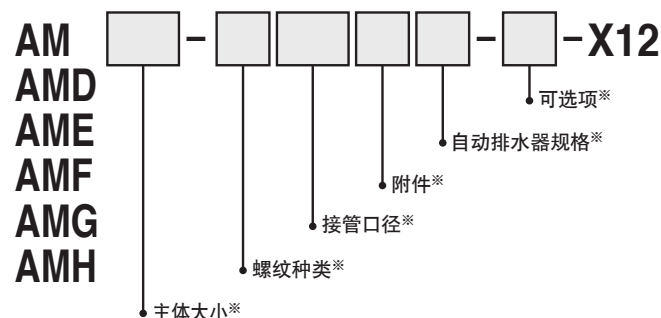 AM - - - X12
AMD
可选项※
AME
自动排水器规格※
AMF
附件※
AMG
接管口径※
AMH
螺纹种类※
主体大小※